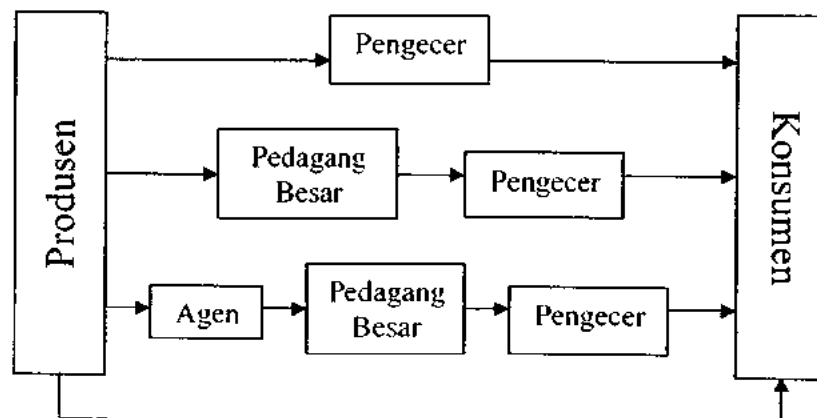 Produsen
Pengecer
Pedagang
Besar
Pengecer
Agen
Pedagang
Besar
Pengecer
Konsumen